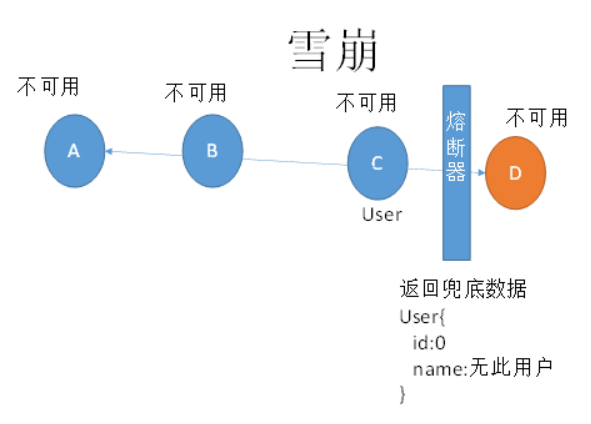 雪崩
不可用
不可用
不可用
不可用
A
B
C
熔断器
D
User
返回兜底数据
User{
id:0
name:无此用户
}